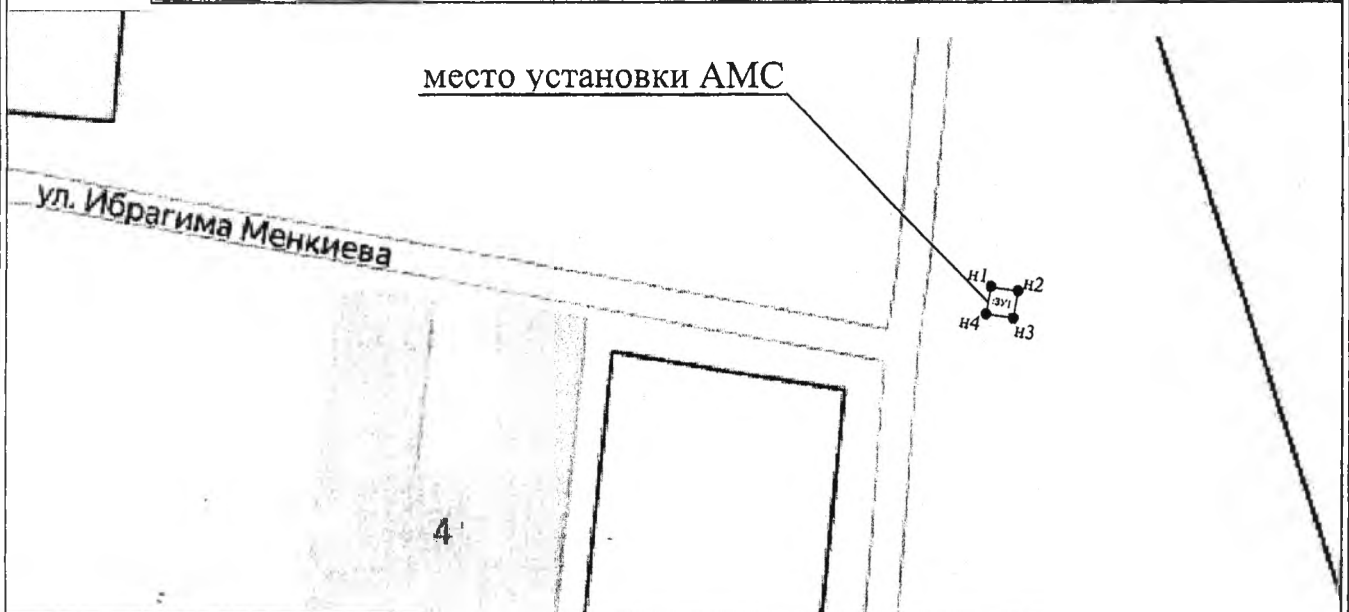 место установки АМС
ул. Ибрагима Менкиева
н1
н2
:ЗУ1
н4
н3
4